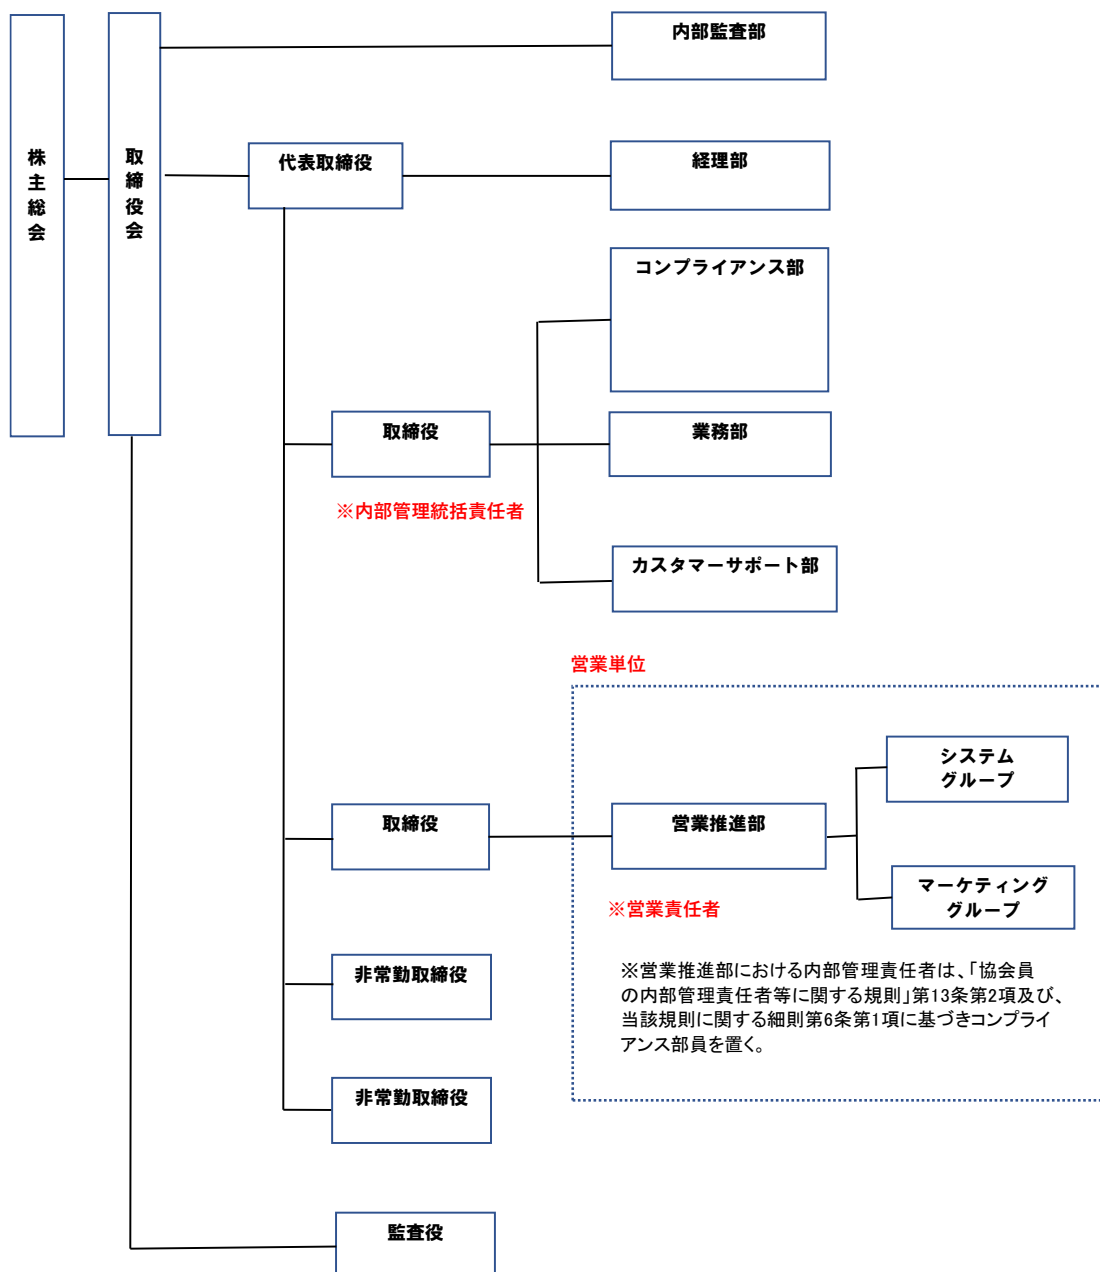 株主総会
取締役会
内部監査部
代表取締役
経理部
コンプライアンス部
取締役
業務部
※内部管理統括責任者
カスタマーサポート部
営業単位
システム
グループ
取締役
営業推進部
マーケティング
グループ
※営業責任者
非常勤取締役
※営業推進部における内部管理責任者は、「協会員
の内部管理責任者等に関する規則」第13条第2項及び、
当該規則に関する細則第6条第1項に基づきコンプライ
アンス部員を置く。
非常勤取締役
監査役